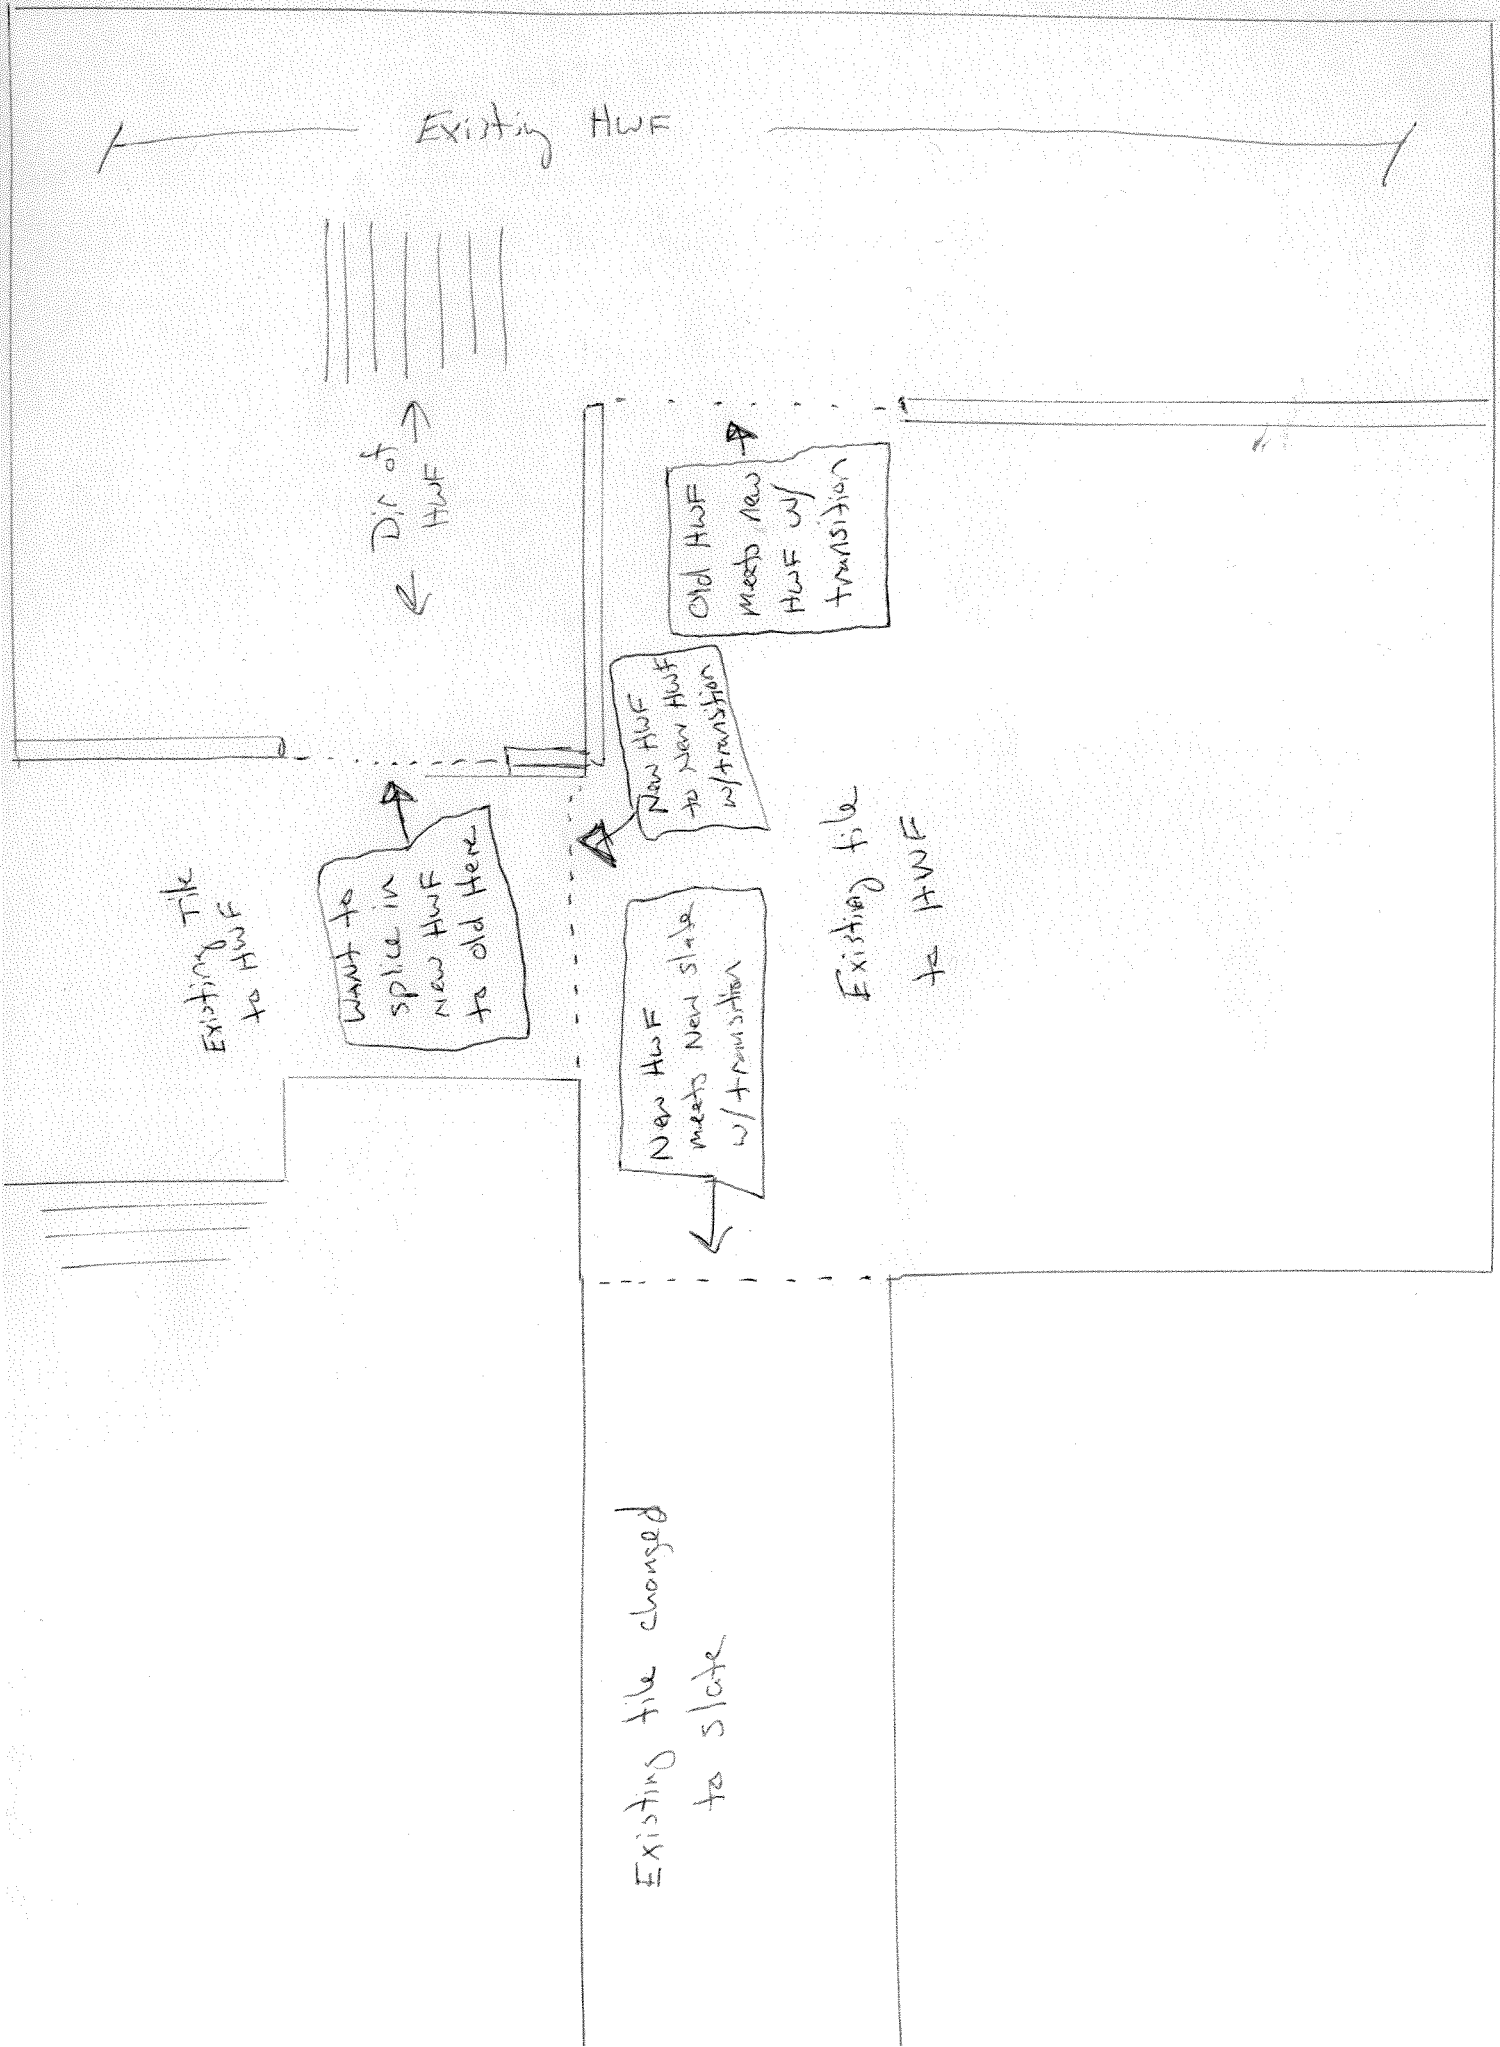 Existing HWF
Dir of
HWF
Old HWF
meets new
HWF w/
transition
New HWF
to New HWF
w/transition
Existing Tile
to HWF
WANT to
splice in
New HWF
to old Here
New HWF
meets New slate
w/transition
Existing tile
to HWF
Existing tile changed
to slate